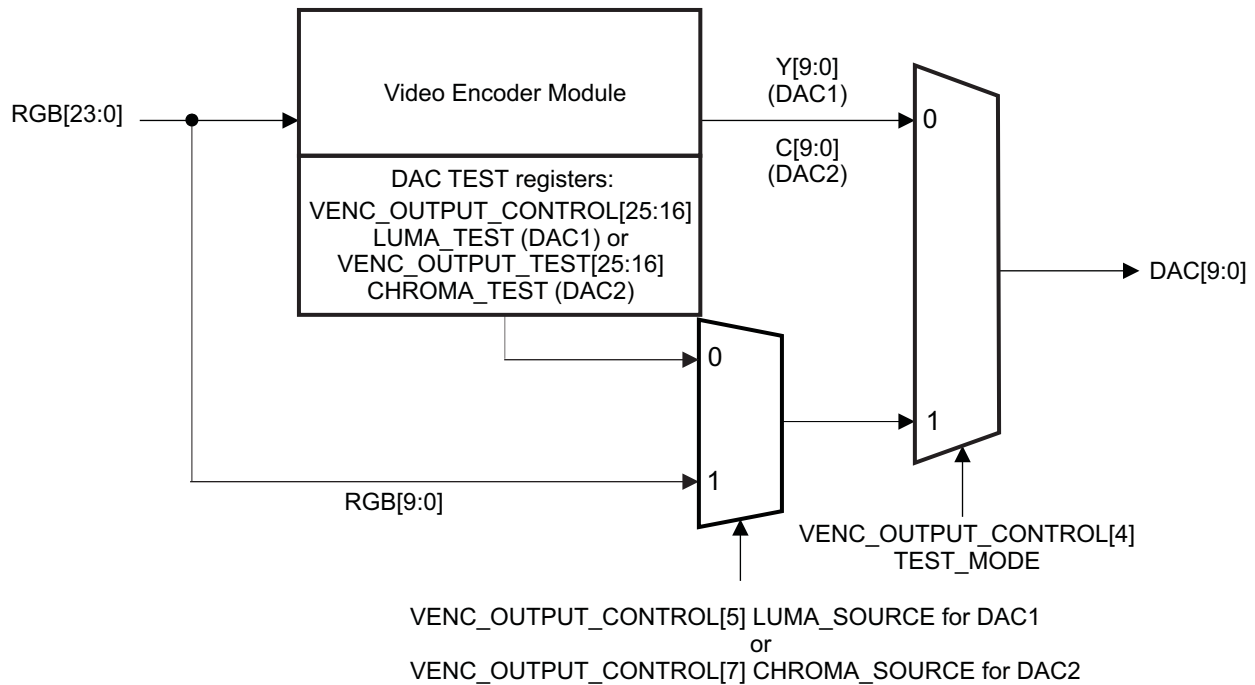 RGB[23:0]
Video Encoder Module
DAC TEST registers:
VENC_OUTPUT_CONTROL[25:16]
LUMA_TEST (DAC1) or
VENC_OUTPUT_TEST[25:16]
CHROMA_TEST (DAC2)
Y[9:0]
(DAC1)
C[9:0]
(DAC2)
0
1
DAC[9:0]
0
1
RGB[9:0]
VENC_OUTPUT_CONTROL[4]
TEST_MODE
VENC_OUTPUT_CONTROL[5] LUMA_SOURCE for DAC1
or
VENC_OUTPUT_CONTROL[7] CHROMA_SOURCE for DAC2